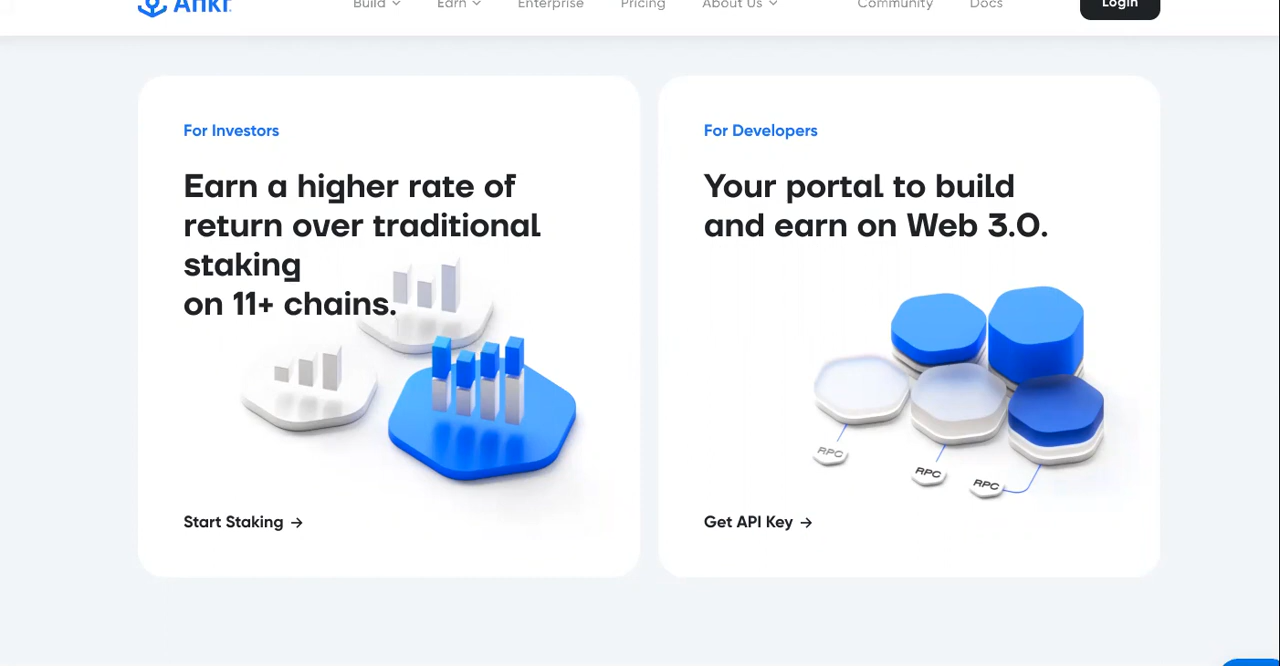 Ankr
Build Earn Enterprise Pricing About Us Community Docs Login
For Investors
Earn a higher rate of
return over traditional
staking
on 11+ chains.
Start Staking →
For Developers
Your portal to build
and earn on Web 3.0.
RPC
RPC
RPC
Get API Key →